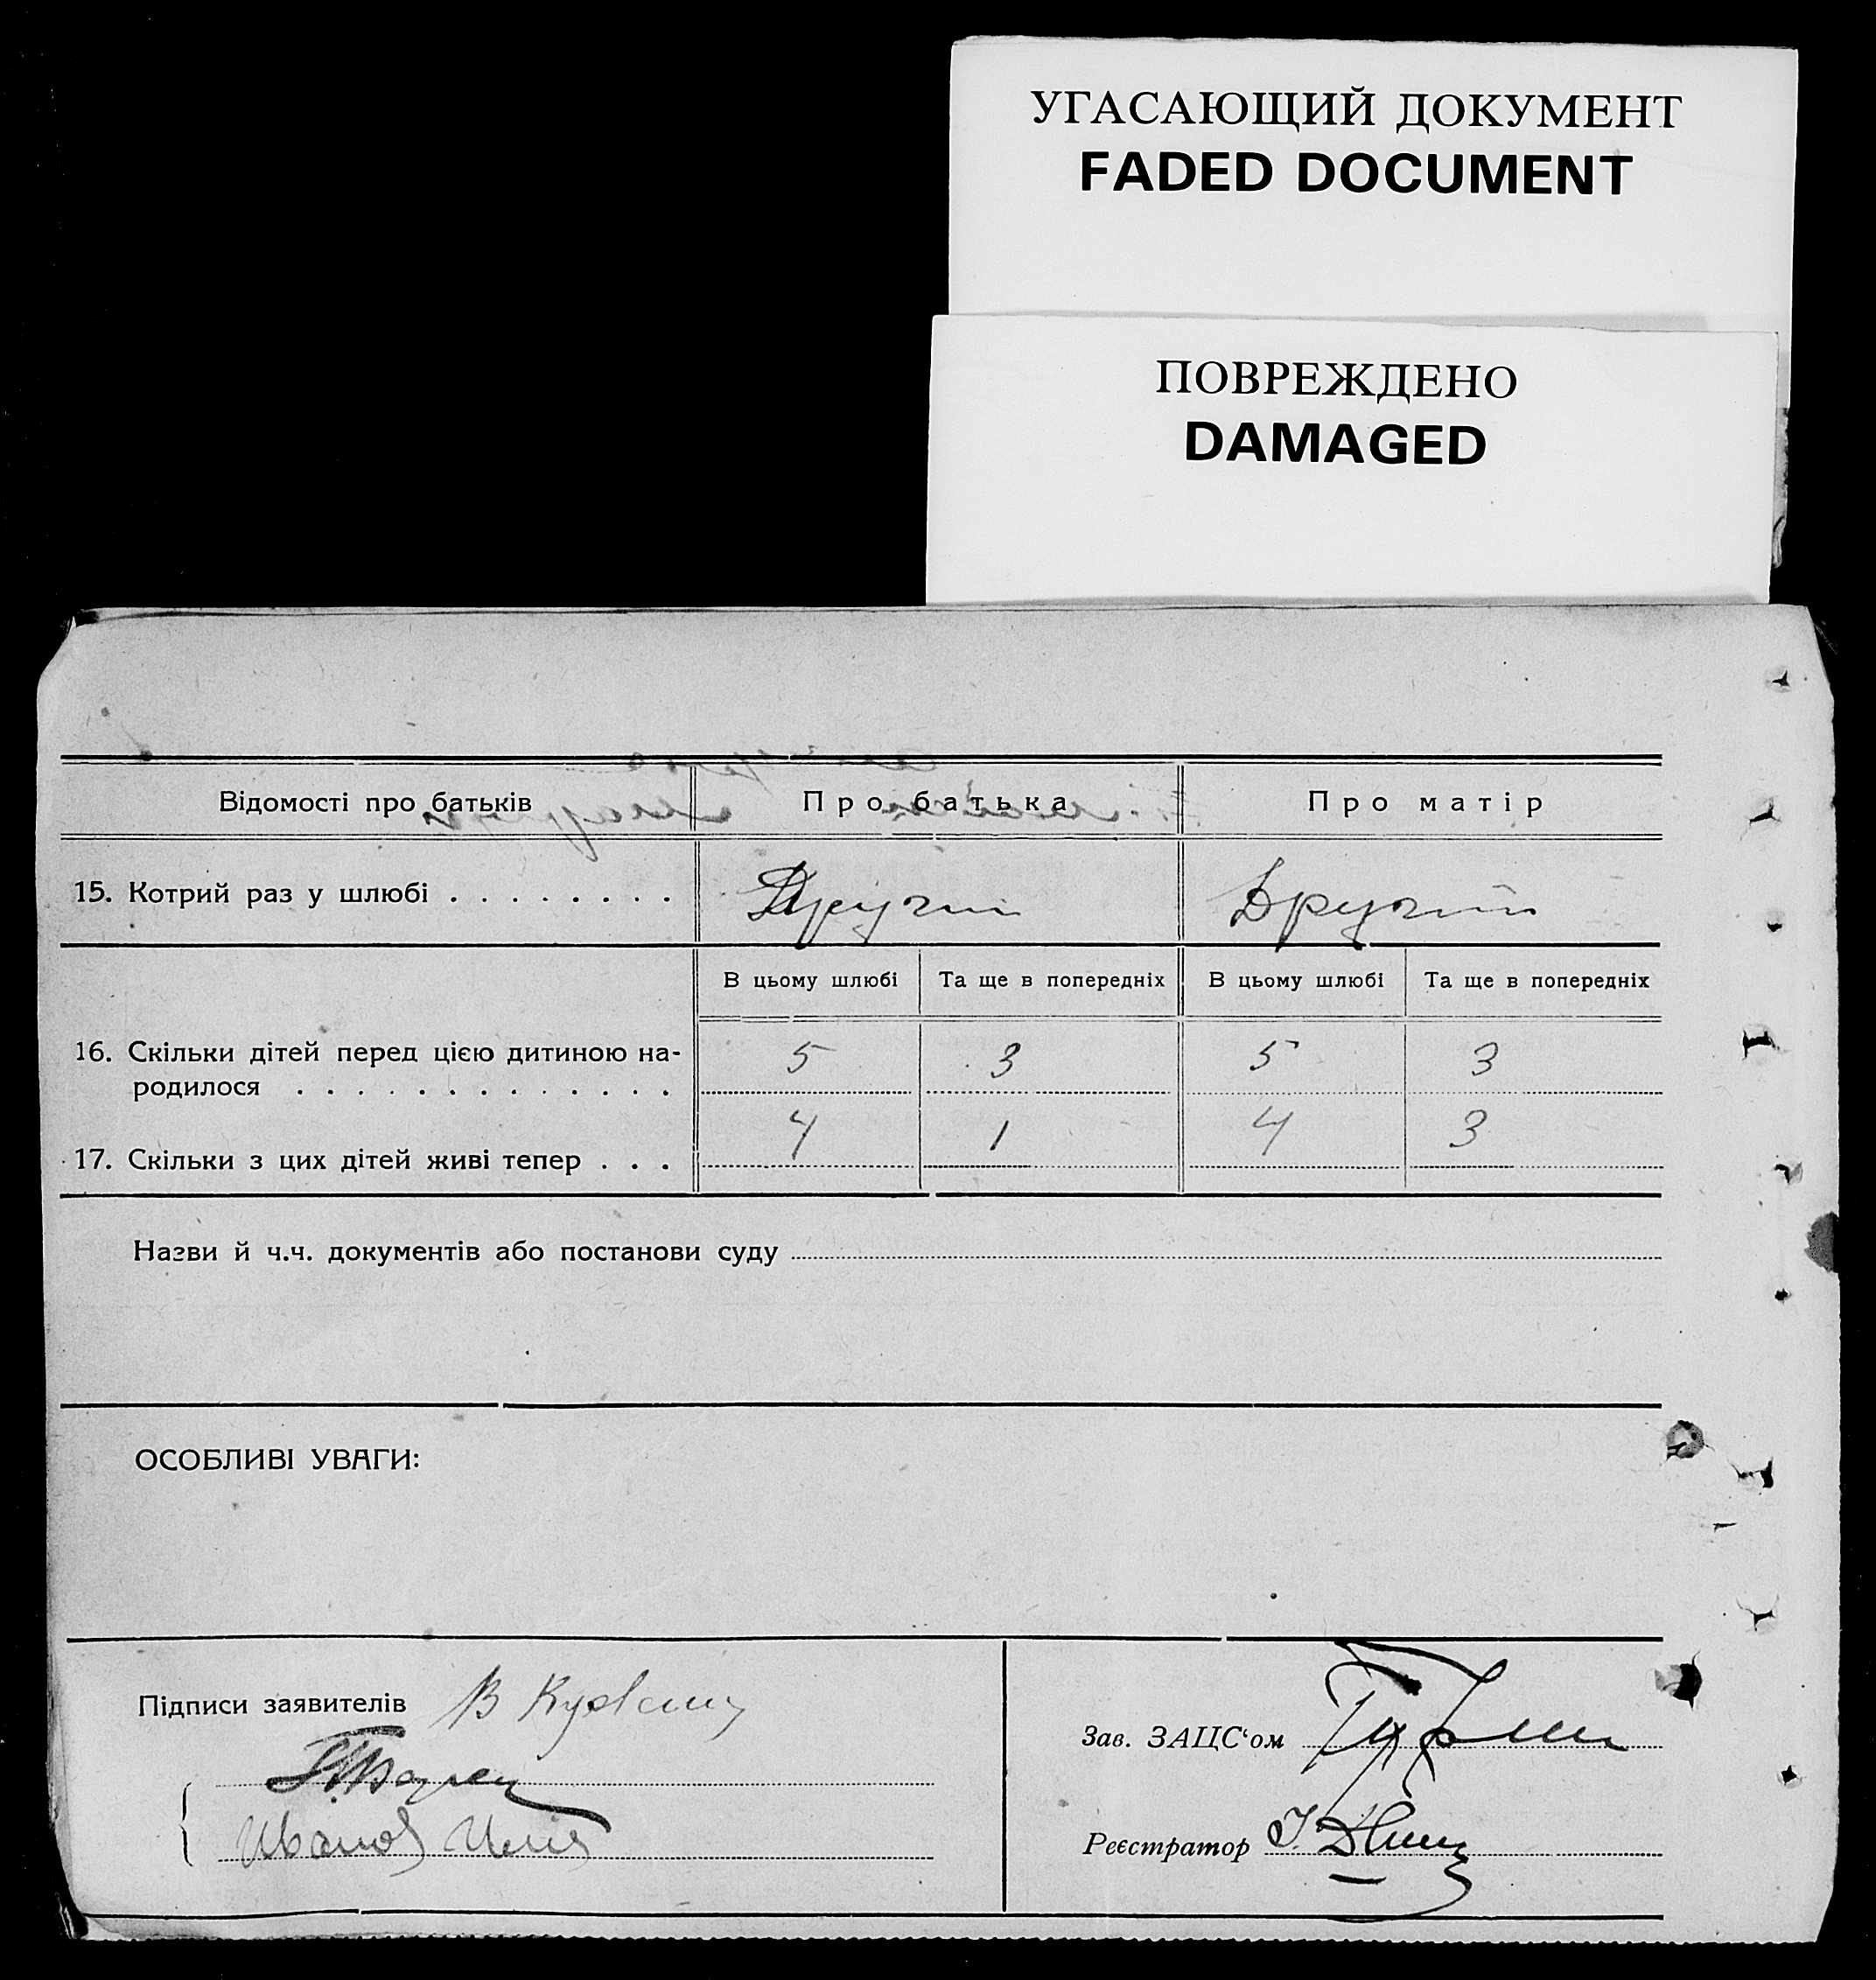 УГАСАЮЩИЙ ДОКУМЕНТ
FADED DOCUMENT
ПОВРЕЖДЕНО
DAMAGED
Відомості про батьків Про батька Про матір
15. Котрий раз у шлюбі . . . . . . . . Другий Другий
В цьому шлюбі Та ще в попередніх В цьому шлюбі Та ще в попередніх
16. Скільки дітей перед цією дитиною на-
родилося . . . . . . . . . . . . . 5 3 5 3
17. Скільки з цих дітей живі тепер . . . 4 1 4 3
Назви й ч.ч. документів або постанови суду
ОСОБЛИВІ УВАГИ:
Підписи заявителів В
Зав. ЗАЦС‘ом
Иванов
Реєстратор